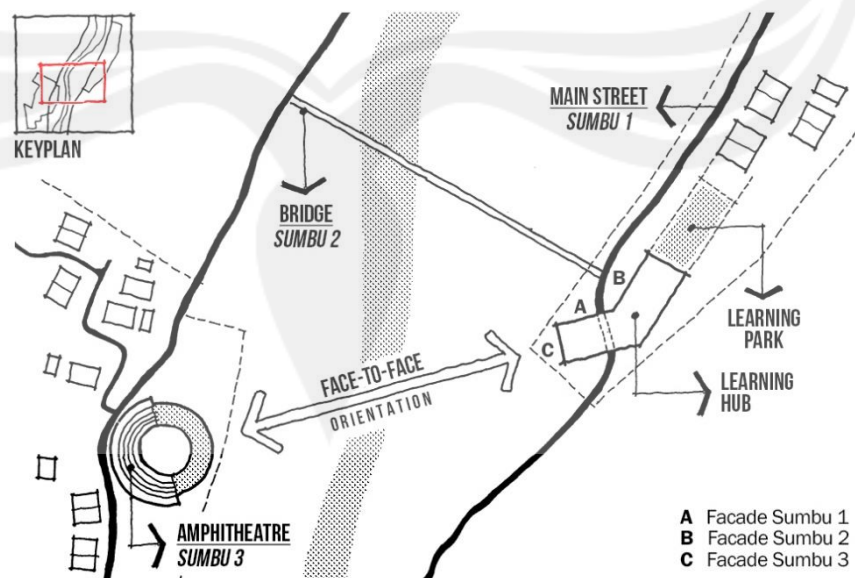 KEYPLAN
MAIN STREET
SUMBU 1
BRIDGE
SUMBU 2
B
A
C
LEARNING
PARK
FACE-TO-FACE
ORIENTATION
LEARNING
HUB
AMPHITHEATRE
SUMBU 3
A Facade Sumbu 1
B Facade Sumbu 2
C Facade Sumbu 3